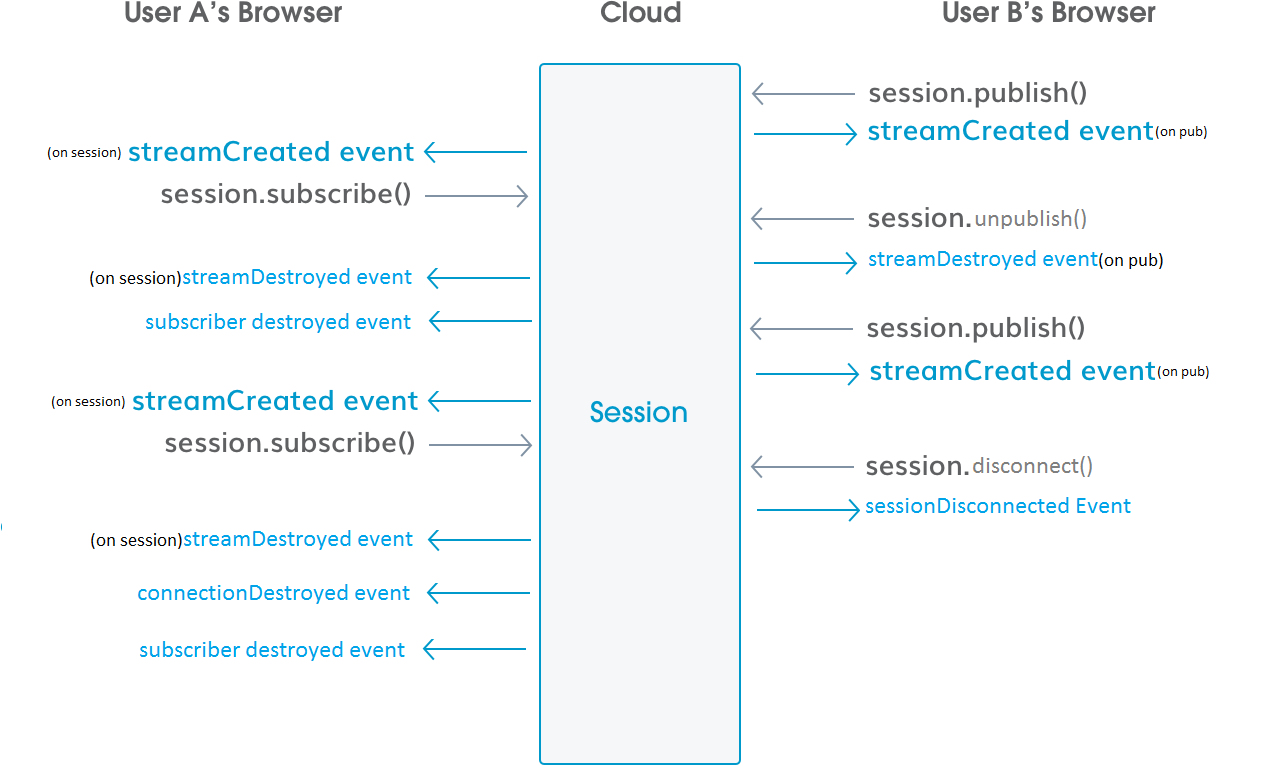 User A's Browser
Cloud
User B's Browser
session.publish()
streamCreated event(on pub)
(on session) streamCreated event
session.subscribe()
session.unpublish()
streamDestroyed event(on pub)
(on session)streamDestroyed event
subscriber destroyed event
session.publish()
streamCreated event(on pub)
(on session) streamCreated event
Session
session.subscribe()
session.disconnect()
sessionDisconnected Event
(on session)streamDestroyed event
connectionDestroyed event
subscriber destroyed event